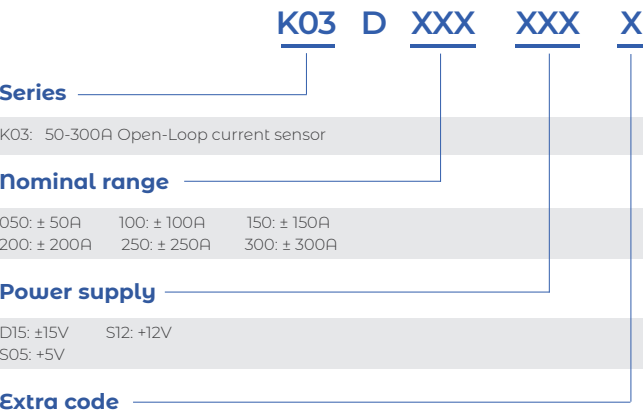 K03 D XXX XXX X
Series
K03: 50-300A Open-Loop current sensor
Nominal range
050: ± 50A 100: ± 100A 150: ± 150A
200: ± 200A 250: ± 250A 300: ± 300A
Power supply
D15: ±15V S12: +12V
S05: +5V
Extra code